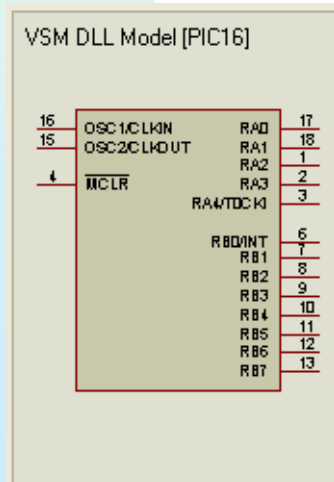 VSM DLL Model [PIC16]
16 OSC1/CLKIN RA0 17
15 OSC2/CLKOUT RA1 18
RA2 1
4 MCLR RA3 2
RA4/T0CKI 3
RB0/INT 6
RB1 7
RB2 8
RB3 9
RB4 10
RB5 11
RB6 12
RB7 13